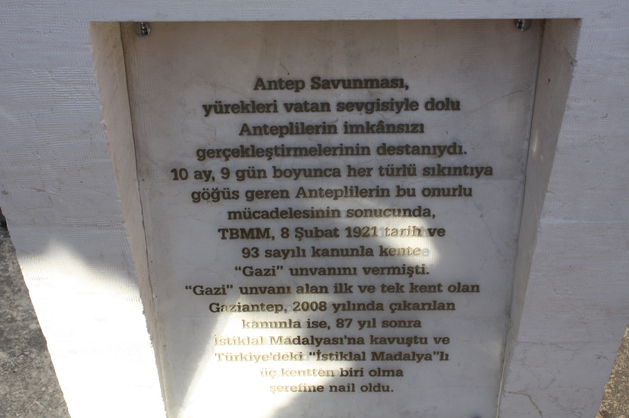 Antep Savunması,
yürekleri vatan sevgisiyle dolu
Anteplilerin imkânsızı
gerçekleştirmelerinin destanıydı.
10 ay, 9 gün boyunca her türlü sıkıntıya
göğüs geren Anteplilerin bu onurlu
mücadelesinin sonucunda,
TBMM, 8 Şubat 1921 tarih ve
93 sayılı kanunla kente
“Gazi” unvanını vermişti.
“Gazi” unvanı alan ilk ve tek kent olan
Gaziantep, 2008 yılında çıkarılan
kanunla ise, 87 yıl sonra
İstiklal Madalyası’na kavuştu ve
Türkiye’deki “İstiklal Madalya”lı
üç kentten biri olma
şerefine nail oldu.